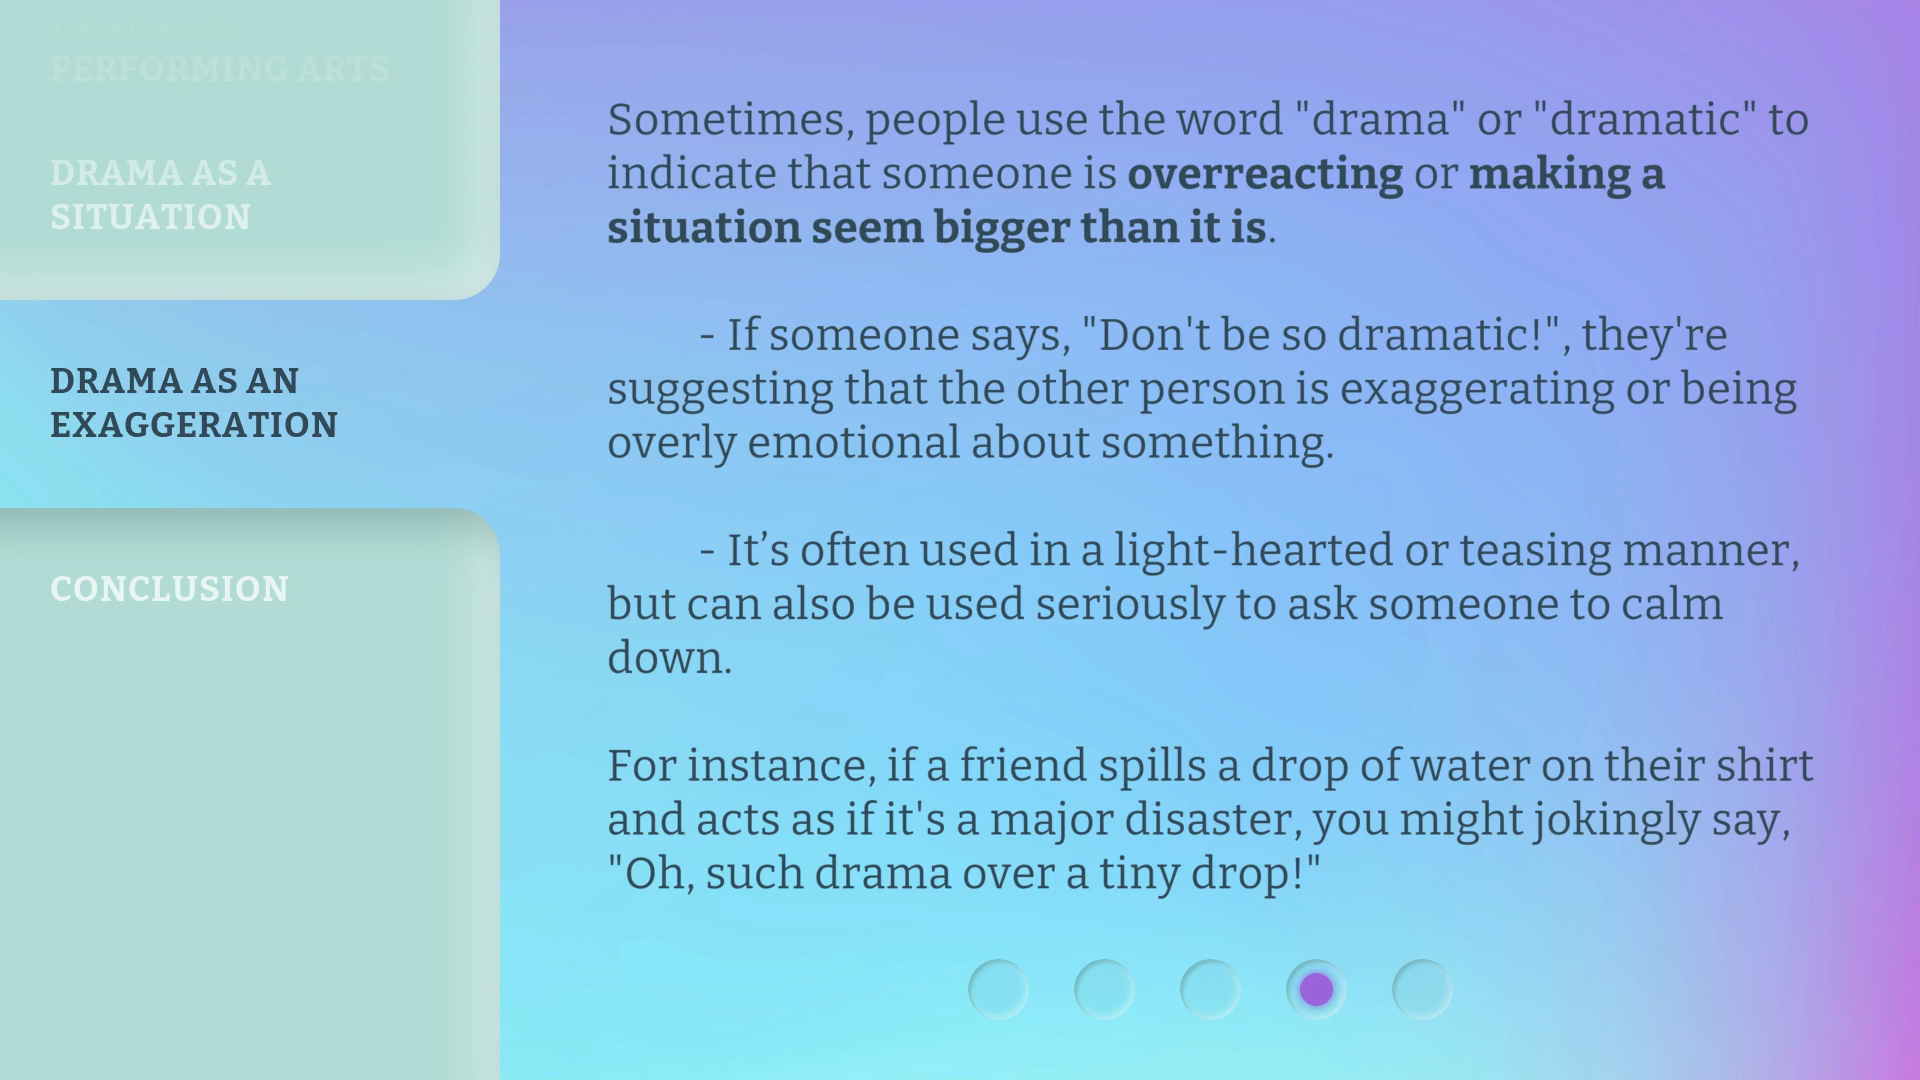 DRAMA IN
PERFORMING ARTS
DRAMA AS A
SITUATION
DRAMA AS AN
EXAGGERATION
CONCLUSION
Sometimes, people use the word "drama" or "dramatic" to
indicate that someone is overreacting or making a
situation seem bigger than it is.
- If someone says, "Don't be so dramatic!", they're
suggesting that the other person is exaggerating or being
overly emotional about something.
- It’s often used in a light-hearted or teasing manner,
but can also be used seriously to ask someone to calm
down.
For instance, if a friend spills a drop of water on their shirt
and acts as if it's a major disaster, you might jokingly say,
"Oh, such drama over a tiny drop!"